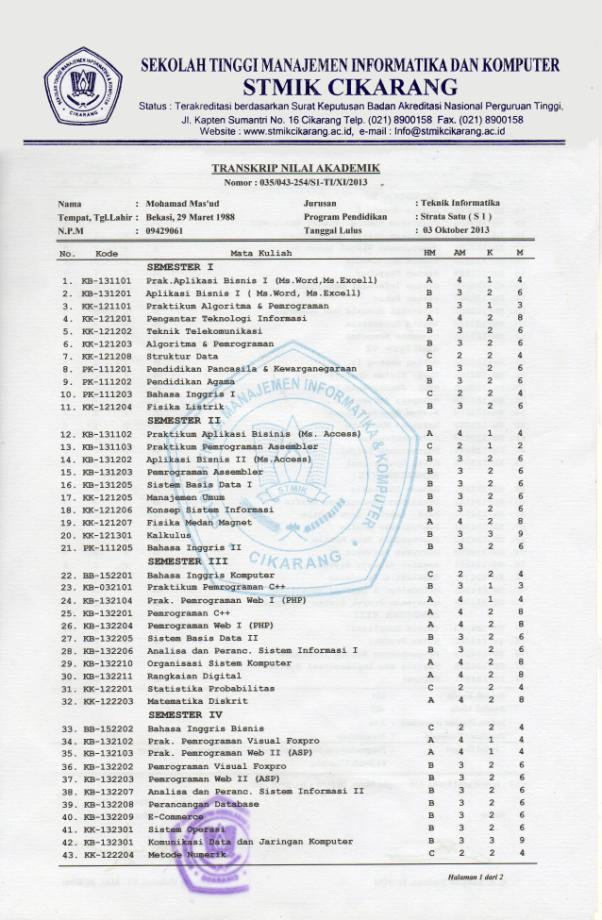 SEKOLAH TINGGI MANAJEMEN INFORMATIKA DAN KOMPUTER
STMIK CIKARANG
Status : Terakreditasi berdasarkan Surat Keputusan Badan Akreditasi Nasional Perguruan Tinggi,
Jl. Kapten Sumantri No. 16 Cikarang Telp. (021) 8900158 Fax. (021) 8900158
Website : www.stmikcikarang.ac.id, e-mail : Info@stmikcikarang.ac.id
TRANSKRIP NILAI AKADEMIK
Nomor : 035/043-254/S1-TI/XI/2013
Nama : Mohamad Mas'ud Jurusan : Teknik Informatika
Tempat, Tgl.Lahir : Bekasi, 29 Maret 1988 Program Pendidikan : Strata Satu ( S 1 )
N.P.M : 09429061 Tanggal Lulus : 03 Oktober 2013
No. Kode Mata Kuliah HM AM K M
SEMESTER I
1. KB-131101 Prak.Aplikasi Bisnis I (Ms.Word,Ms.Excell) A 4 1 4
2. KB-131201 Aplikasi Bisnis I ( Ms.Word, Ms.Excell) B 3 2 6
3. KK-121101 Praktikum Algoritma & Pemrograman B 3 1 3
4. KK-121201 Pengantar Teknologi Informasi A 4 2 8
5. KK-121202 Teknik Telekomunikasi B 3 2 6
6. KK-121203 Algoritma & Pemrograman B 3 2 6
7. KK-121208 Struktur Data C 2 2 4
8. PK-111201 Pendidikan Pancasila & Kewarganegaraan B 3 2 6
9. PK-111202 Pendidikan Agama B 3 2 6
10. PK-111203 Bahasa Inggris I C 2 2 4
11. KK-121204 Fisika Listrik B 3 2 6
SEMESTER II
12. KB-131102 Praktikum Aplikasi Bisinis (Ms. Access) A 4 1 4
13. KB-131103 Praktikum Pemrograman Assembler C 2 1 2
14. KB-131202 Aplikasi Bisnis II (Ms.Access) B 3 2 6
15. KB-131203 Pemrograman Assembler B 3 2 6
16. KB-131205 Sistem Basis Data I B 3 2 6
17. KK-121205 Manajemen Umum B 3 2 6
18. KK-121206 Konsep Sistem Informasi B 3 2 6
19. KK-121207 Fisika Medan Magnet A 4 2 8
20. KK-121301 Kalkulus B 3 3 9
21. PK-111205 Bahasa Inggris II B 3 2 6
SEMESTER III
22. BB-152201 Bahasa Inggris Komputer C 2 2 4
23. KB-032101 Praktikum Pemrograman C++ B 3 1 3
24. KB-132104 Prak. Pemrograman Web I (PHP) A 4 1 4
25. KK-132201 Pemrograman C++ A 4 2 8
26. KB-132204 Pemrograman Web I (PHP) A 4 2 8
27. KB-132205 Sistem Basis Data II B 3 2 6
28. KB-132206 Analisa dan Peranc. Sistem Informasi I B 3 2 6
29. KB-132210 Organisasi Sistem Komputer A 4 2 8
30. KB-132211 Rangkaian Digital A 4 2 8
31. KK-122201 Statistika Probabilitas C 2 2 4
32. KK-122203 Matematika Diskrit A 4 2 8
SEMESTER IV
33. BB-152202 Bahasa Inggris Bisnis C 2 2 4
34. KB-132102 Prak. Pemrograman Visual Foxpro A 4 1 4
35. KB-132103 Prak. Pemrograman Web II (ASP) A 4 1 4
36. KB-132202 Pemrograman Visual Foxpro B 3 2 6
37. KB-132203 Pemrograman Web II (ASP) B 3 2 6
38. KB-132207 Analisa dan Peranc. Sistem Informasi II B 3 2 6
39. KB-132208 Perancangan Database B 3 2 6
40. KB-132209 E-Commerce B 3 2 6
41. KK-132301 Sistem Operasi B 3 2 6
42. KB-132301 Komunikasi Data dan Jaringan Komputer B 3 3 9
43. KK-122204 Metode Numerik C 2 2 4
Halaman 1 dari 2
MANAJEMEN INFORMATIKA & KOMPUTER
STMIK
CIKARANG